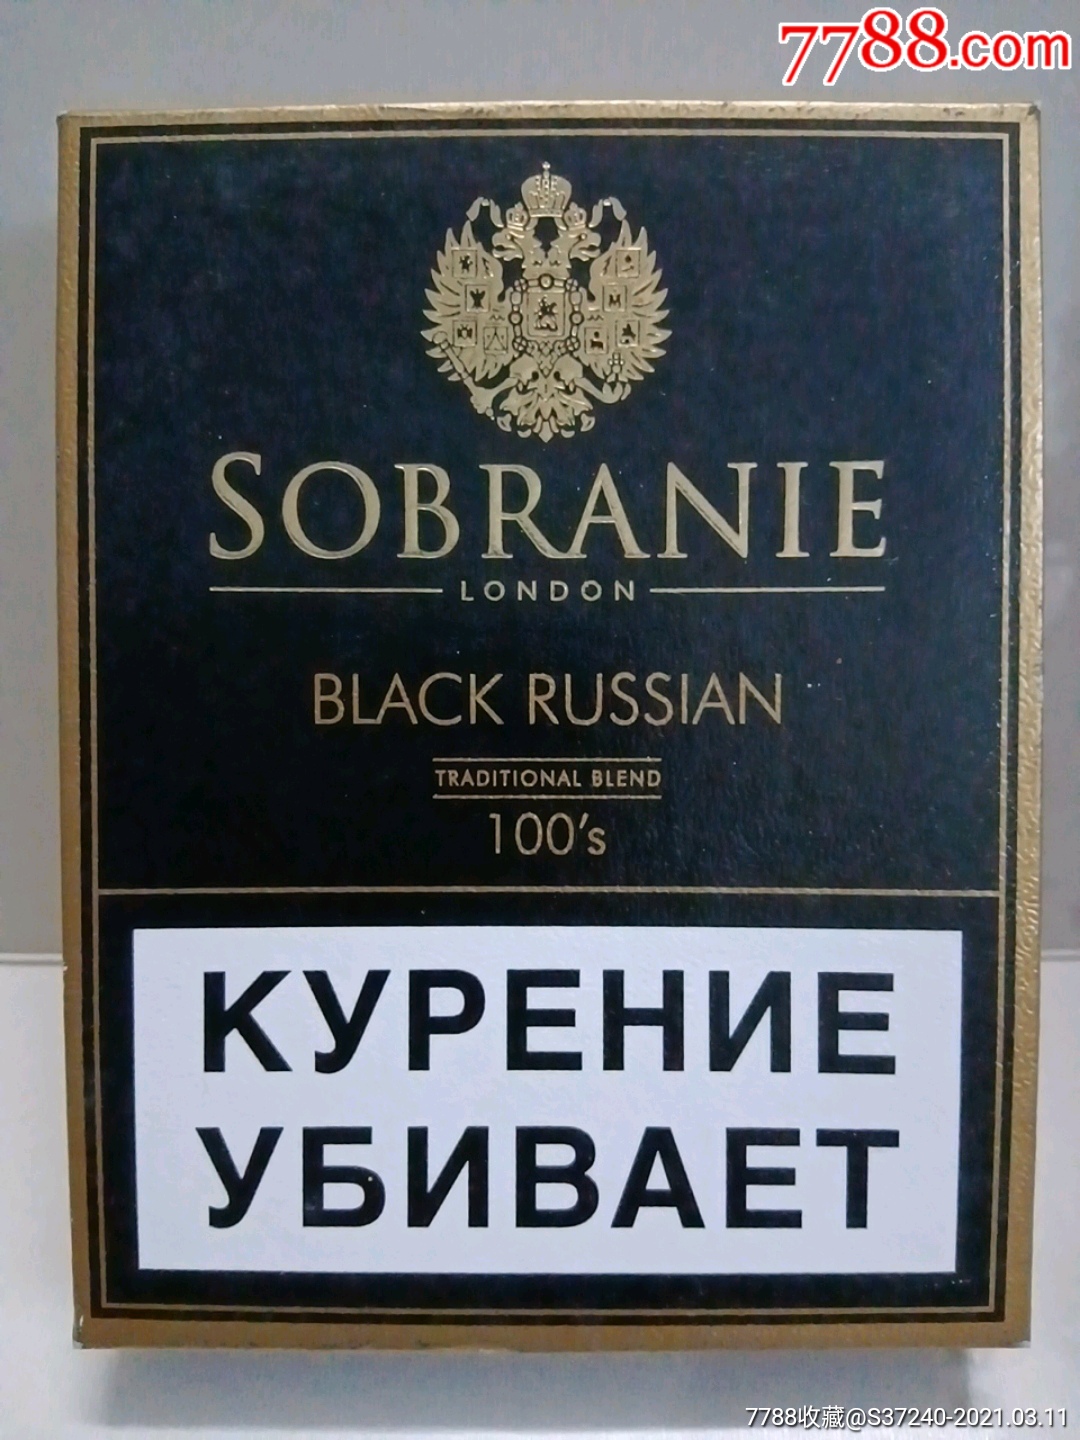 7788.com
SOBRANIE
LONDON
BLACK RUSSIAN
TRADITIONAL BLEND
100's
КУРЕНИЕ
УБИВАЕТ
7788收藏@S37240-2021.03.11